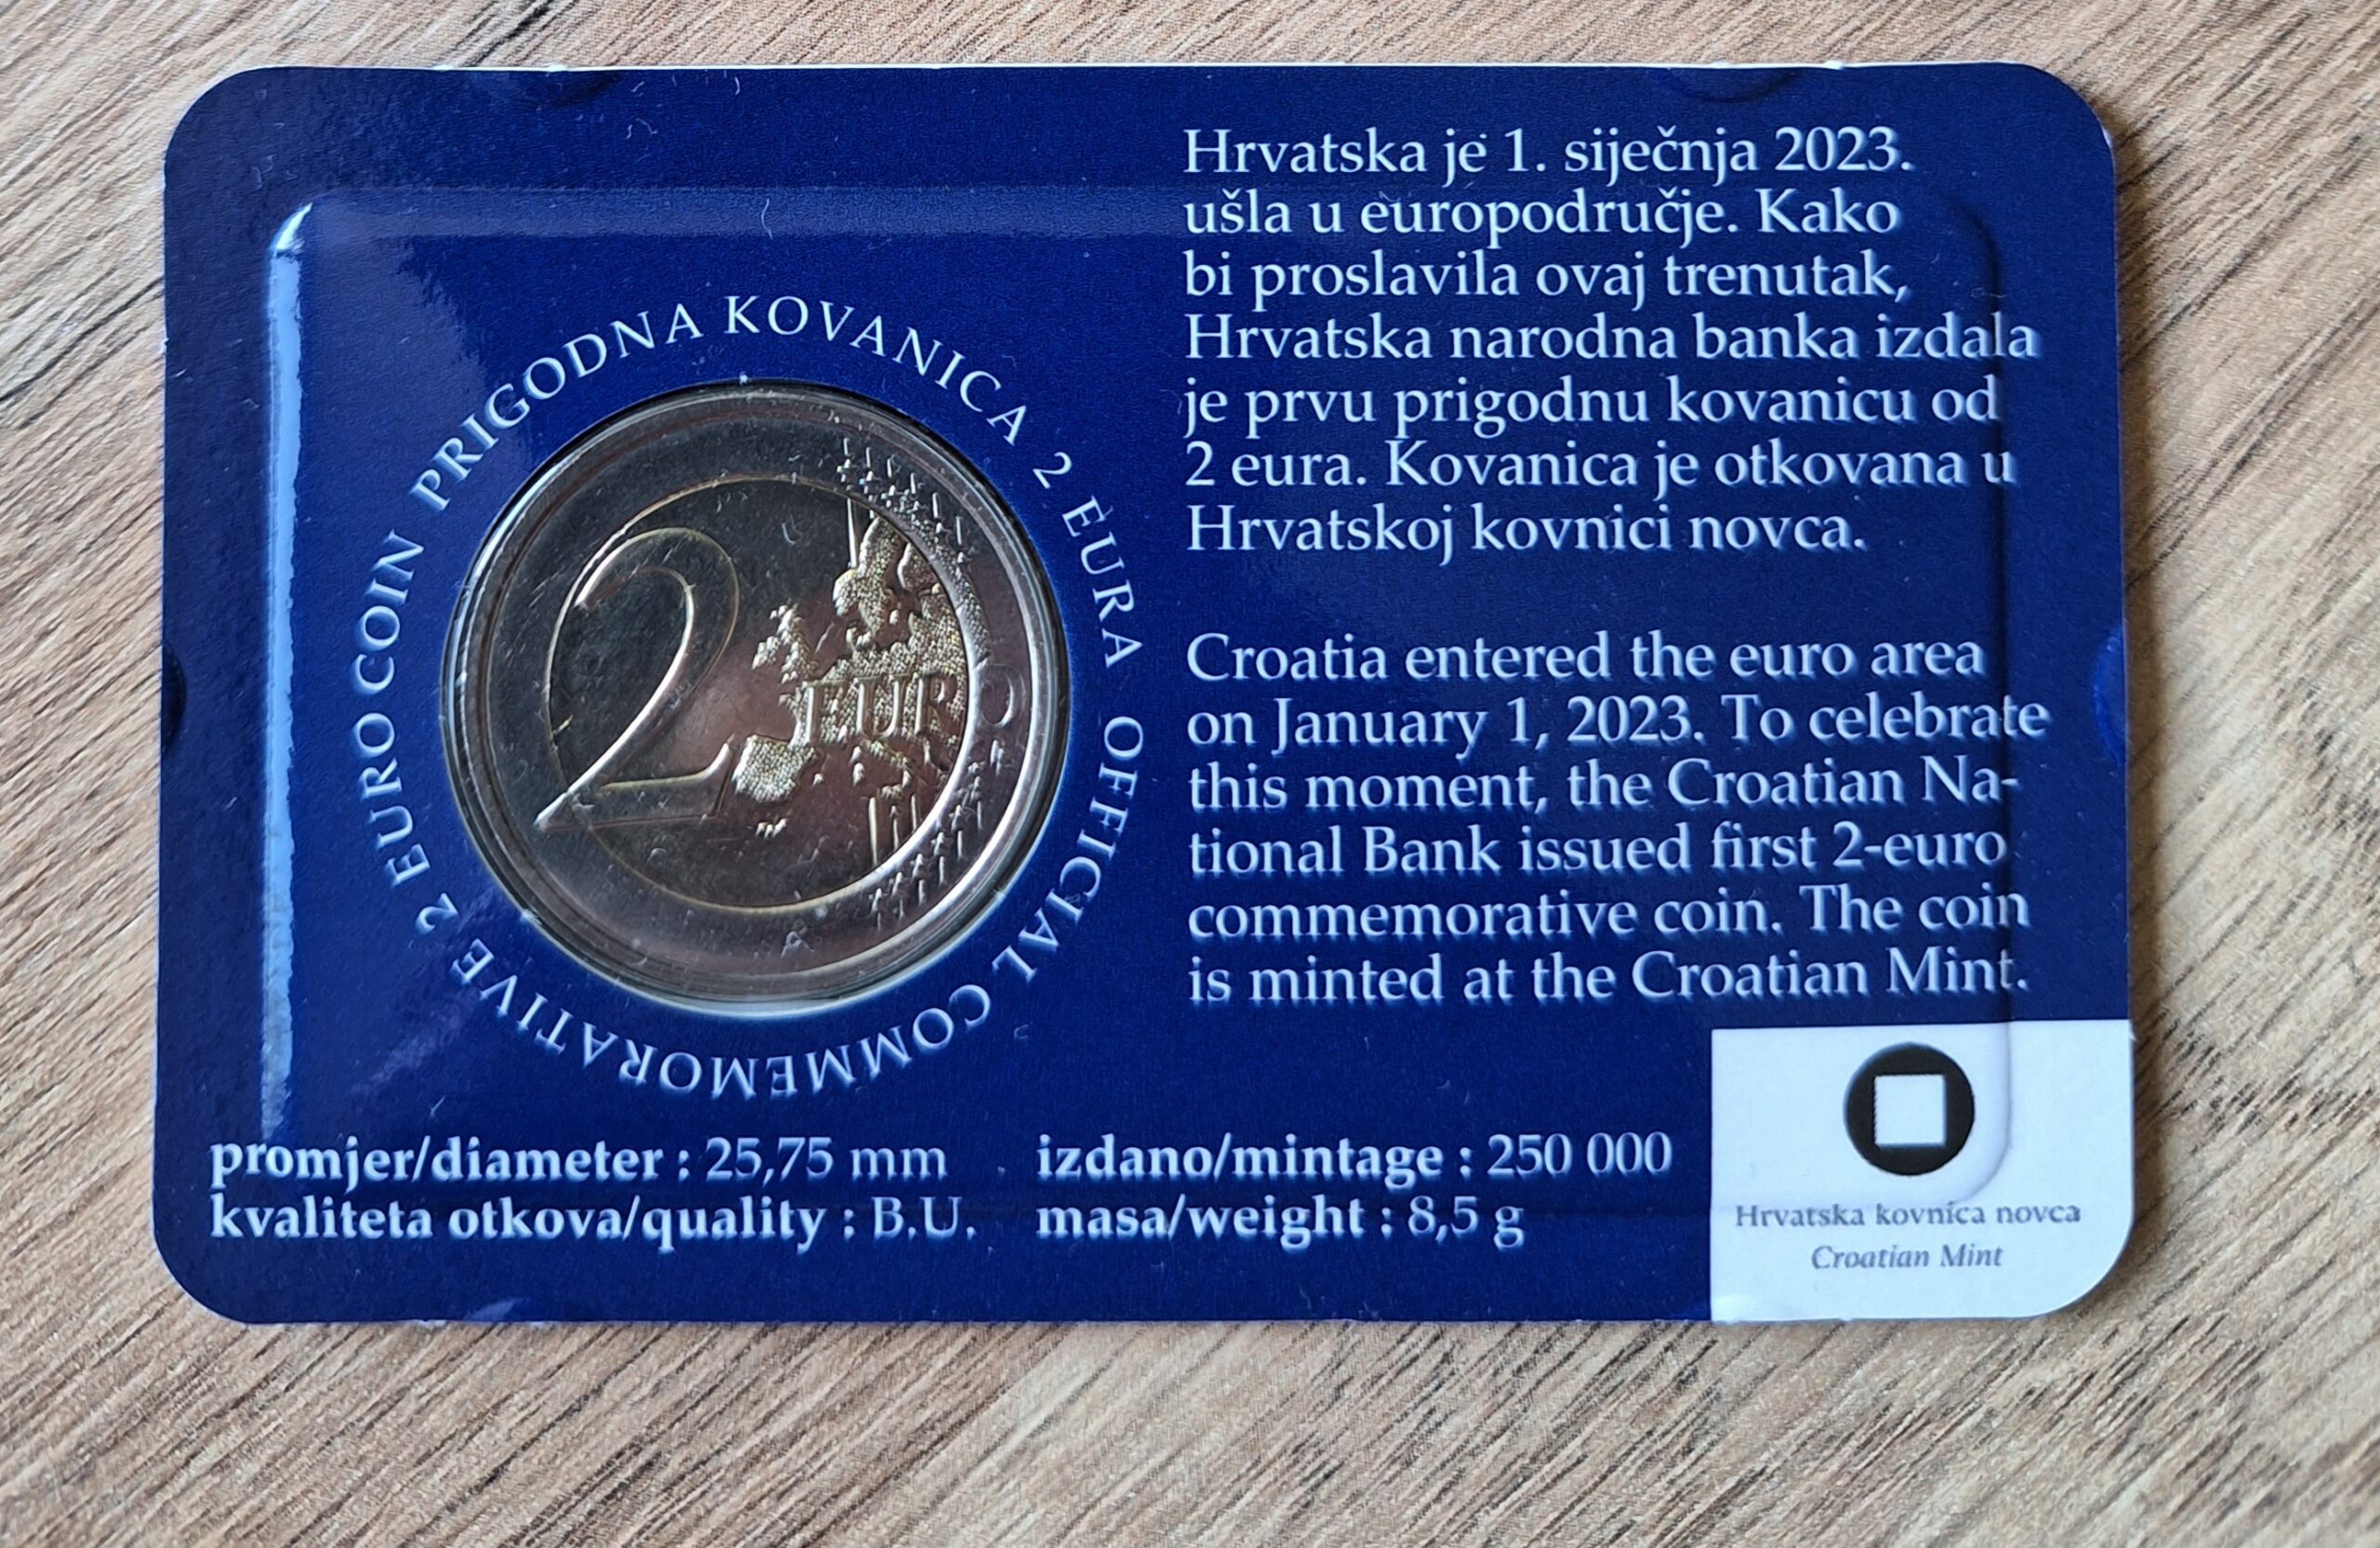 PRIGODNA KOVANICA 2 EURA
OFFICIAL COMMEMORATIVE 2 EURO COIN
2 EURO
Hrvatska je 1. siječnja 2023.
ušla u europodručje. Kako
bi proslavila ovaj trenutak,
Hrvatska narodna banka izdala
je prvu prigodnu kovanicu od
2 eura. Kovanica je otkovana u
Hrvatskoj kovnici novca.
Croatia entered the euro area
on January 1, 2023. To celebrate
this moment, the Croatian Na-
tional Bank issued first 2-euro
commemorative coin. The coin
is minted at the Croatian Mint.
promjer/diameter : 25,75 mm
izdano/mintage : 250 000
kvaliteta otkova/quality : B.U.
masa/weight : 8,5 g
Hrvatska kovnica novca
Croatian Mint